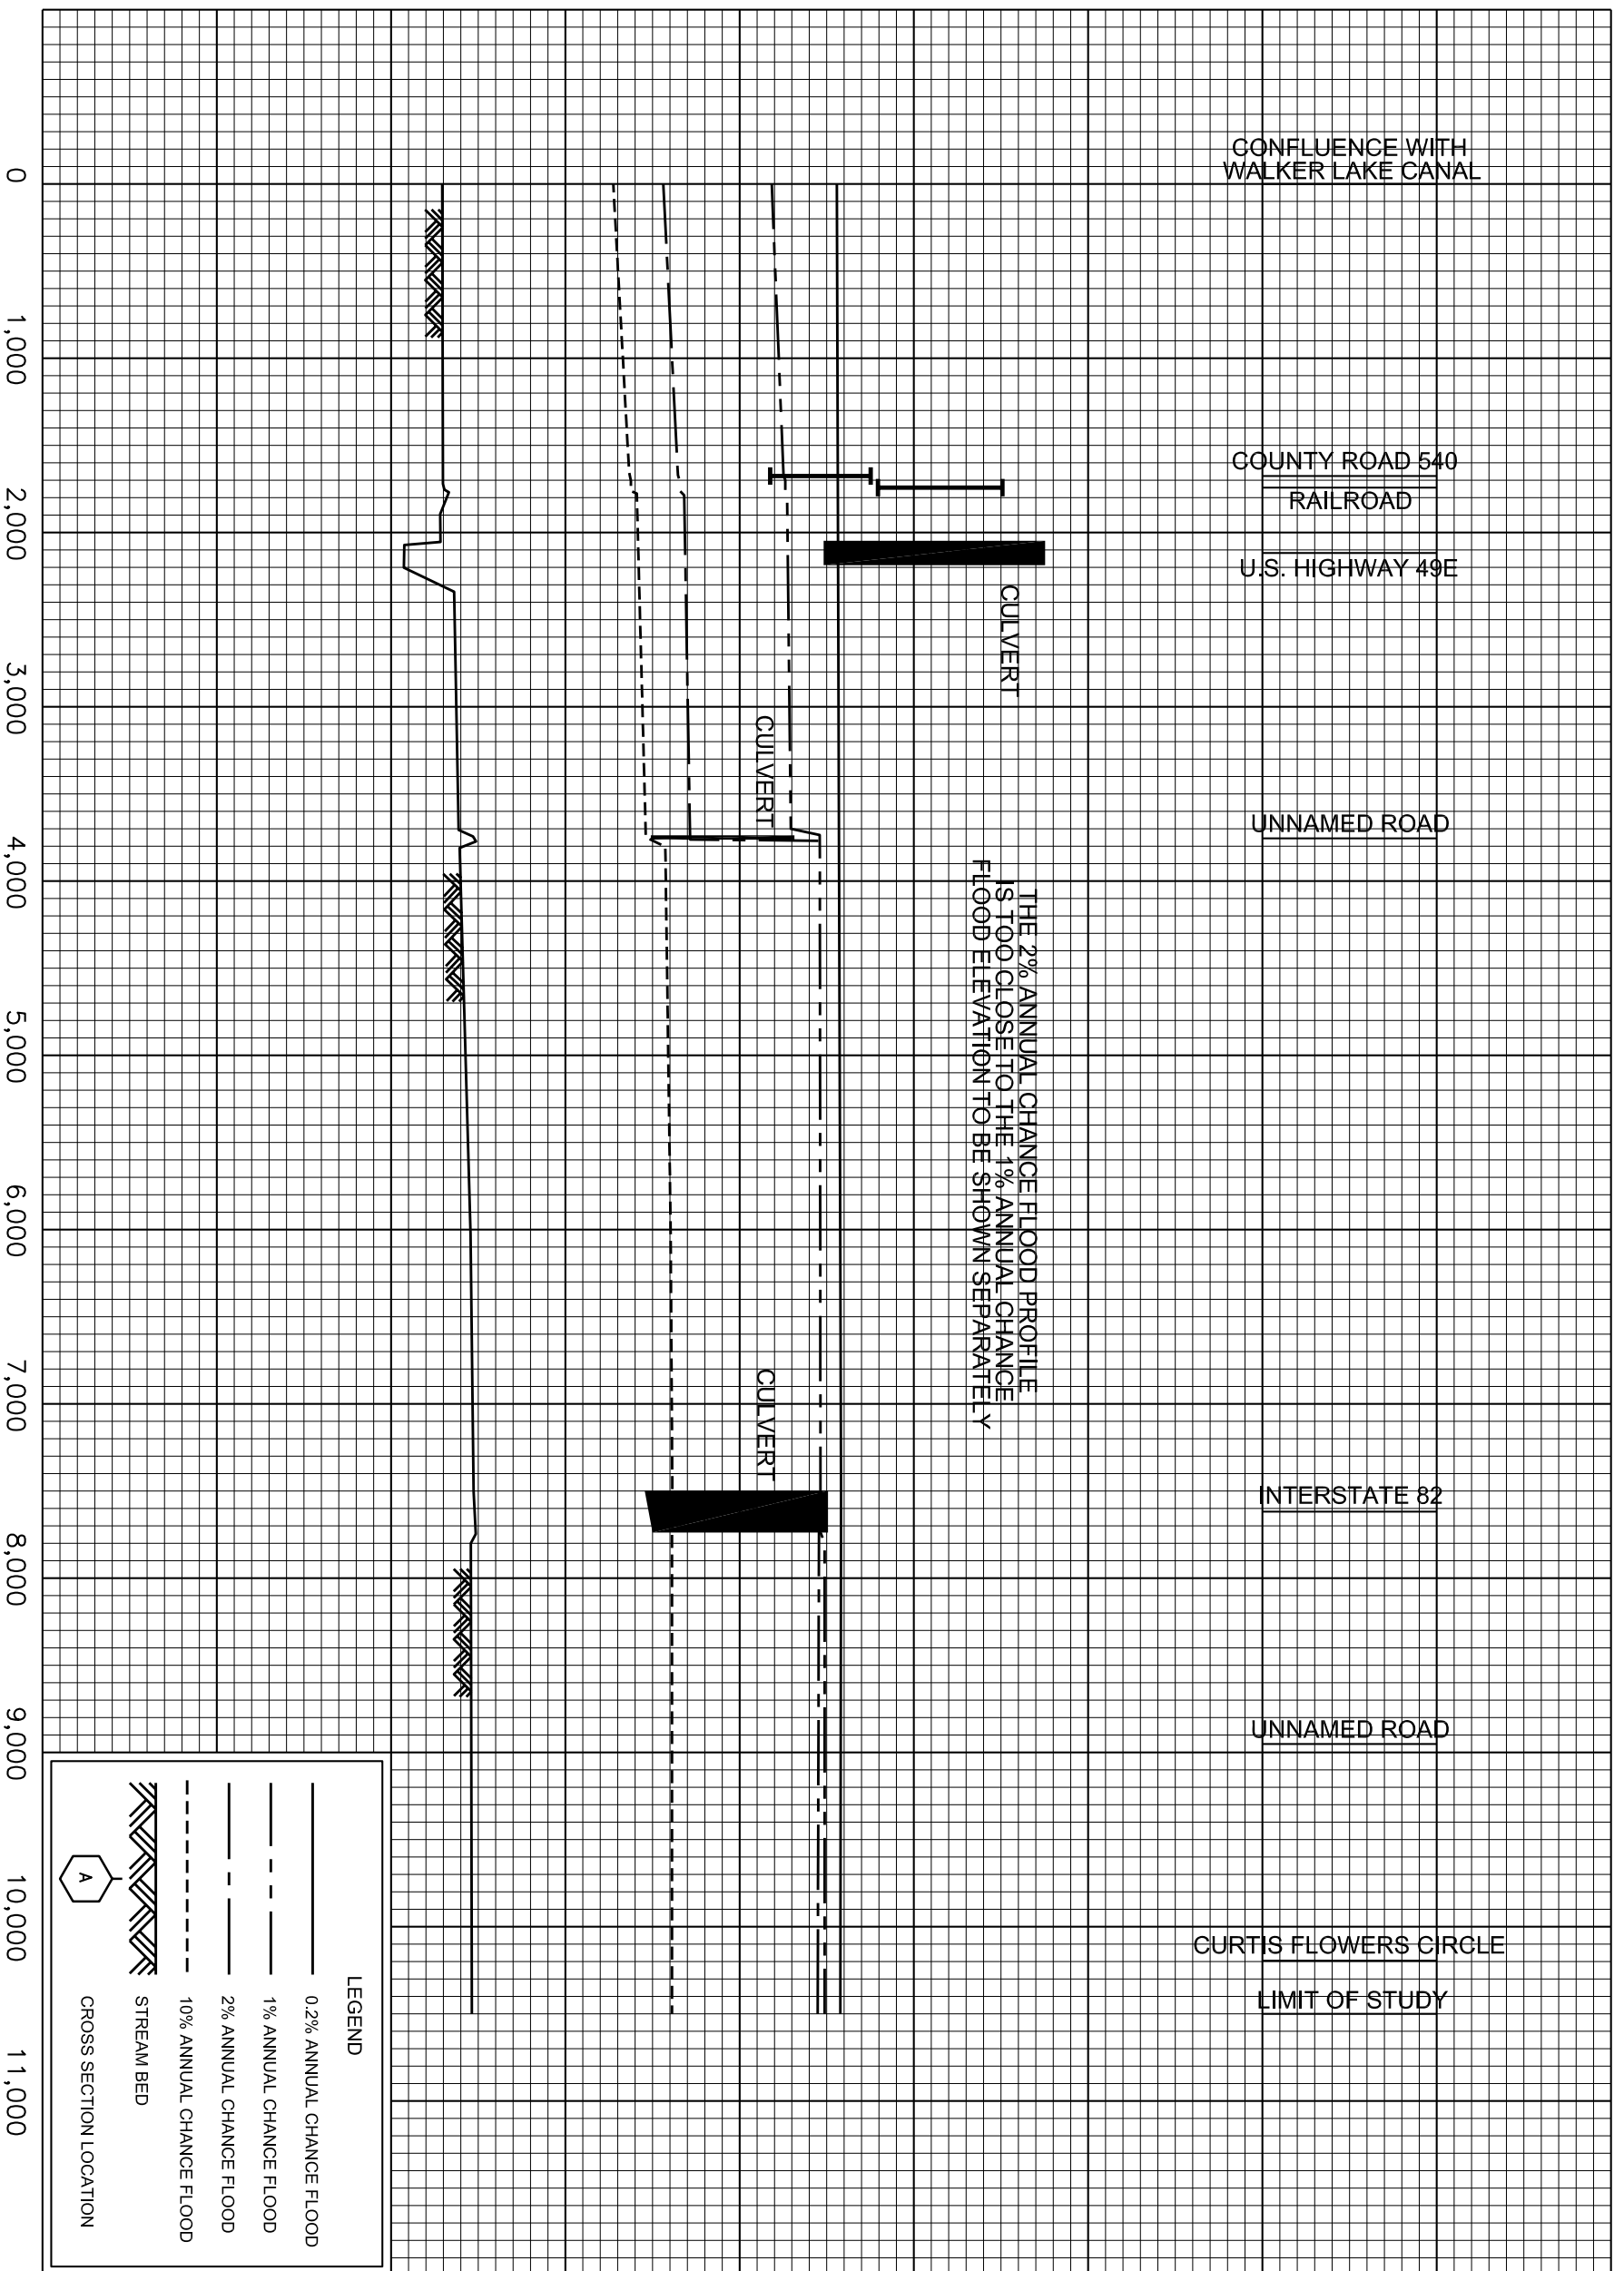 CONFLUENCE WITH
WALKER LAKE CANAL
COUNTY ROAD 540
RAILROAD
U.S. HIGHWAY 49E
UNNAMED ROAD
INTERSTATE 82
UNNAMED ROAD
CURTIS FLOWERS CIRCLE
LIMIT OF STUDY
CULVERT
CULVERT
CULVERT
THE 2% ANNUAL CHANCE FLOOD PROFILE
IS TOO CLOSE TO THE 1% ANNUAL CHANCE
FLOOD ELEVATION TO BE SHOWN SEPARATELY
0
1,000
2,000
3,000
4,000
5,000
6,000
7,000
8,000
9,000
10,000
11,000
LEGEND
0.2% ANNUAL CHANCE FLOOD
1% ANNUAL CHANCE FLOOD
2% ANNUAL CHANCE FLOOD
10% ANNUAL CHANCE FLOOD
STREAM BED
A
CROSS SECTION LOCATION